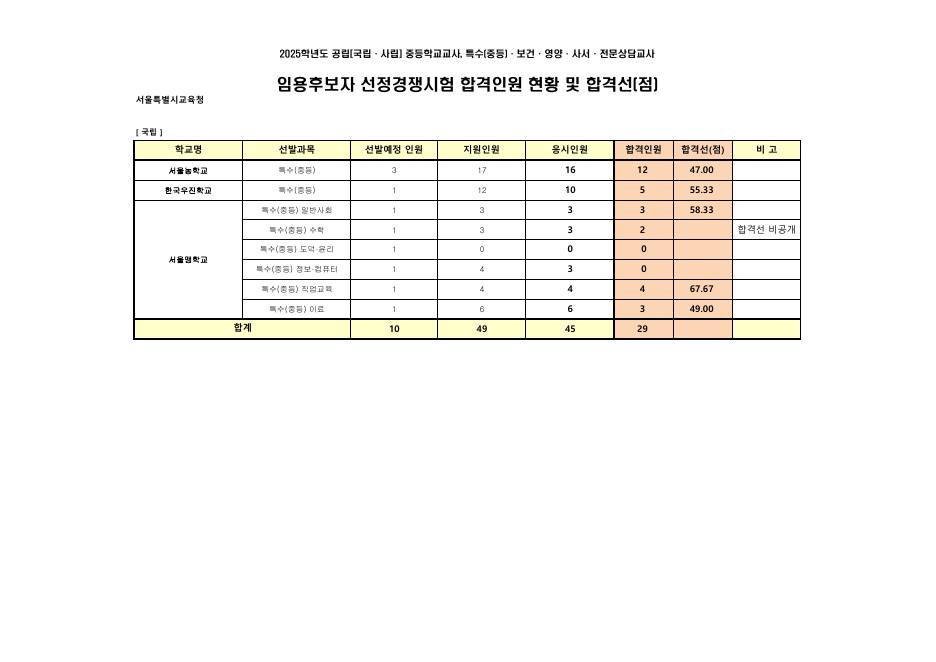 2025학년도 공립[국립 · 사립] 중등학교교사, 특수(중등) · 보건 · 영양 · 사서 · 전문상담교사
임용후보자 선정경쟁시험 합격인원 현황 및 합격선(점)
서울특별시교육청
[ 국립 ]
학교명 선발과목 선발예정 인원 지원인원 응시인원 합격인원 합격선(점) 비 고
서울농학교 특수(중등) 3 17 16 12 47.00
한국우진학교 특수(중등) 1 12 10 5 55.33
서울맹학교 특수(중등) 일반사회 1 3 3 3 58.33
특수(중등) 수학 1 3 3 2 합격선 비공개
특수(중등) 도덕·윤리 1 0 0 0
특수(중등) 정보·컴퓨터 1 4 3 0
특수(중등) 직업교육 1 4 4 4 67.67
특수(중등) 이료 1 6 6 3 49.00
합계 10 49 45 29